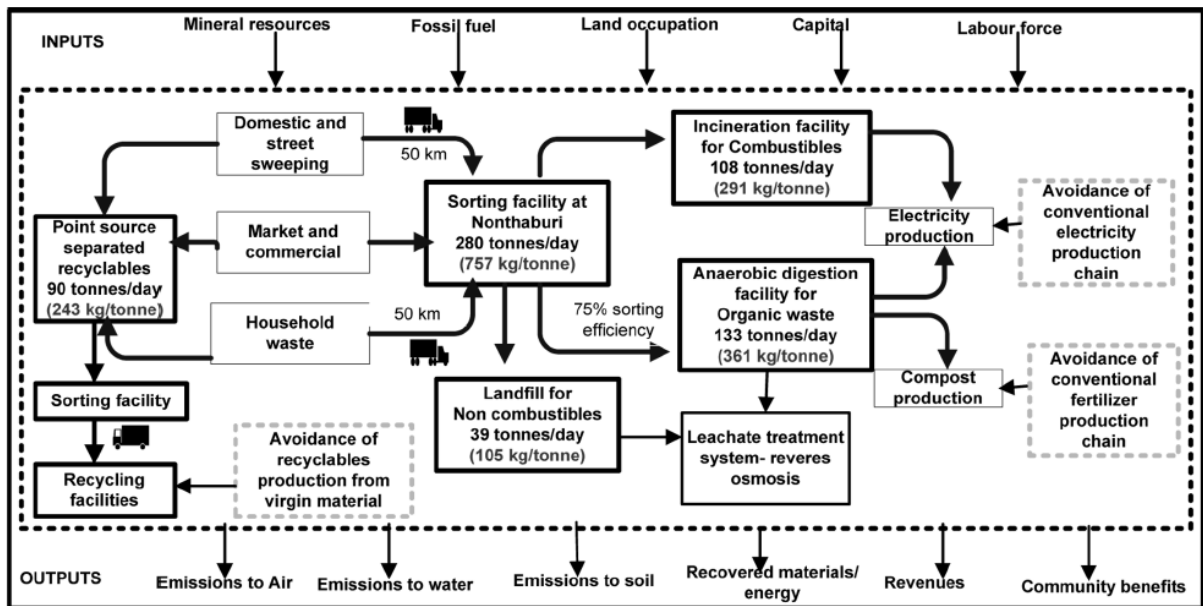 INPUTS
Mineral resources
Fossil fuel
Land occupation
Capital
Labour force
Domestic and
street
sweeping
50 km
Incineration facility
for Combustibles
108 tonnes/day
(291 kg/tonne)
Point source
separated
recyclables
90 tonnes/day
(243 kg/tonne)
Market and
commercial
Sorting facility at
Nonthaburi
280 tonnes/day
(757 kg/tonne)
Electricity
production
Avoidance of
conventional
electricity
production
chain
Household
waste
50 km
75% sorting
efficiency
Anaerobic digestion
facility for
Organic waste
133 tonnes/day
(361 kg/tonne)
Compost
production
Avoidance of
conventional
fertilizer
production
chain
Sorting facility
Landfill for
Non combustibles
39 tonnes/day
(105 kg/tonne)
Leachate treatment
system- reveres
osmosis
Recycling
facilities
Avoidance of
recyclables
production from
virgin material
OUTPUTS
Emissions to Air
Emissions to water
Emissions to soil
Recovered materials/
energy
Revenues
Community benefits